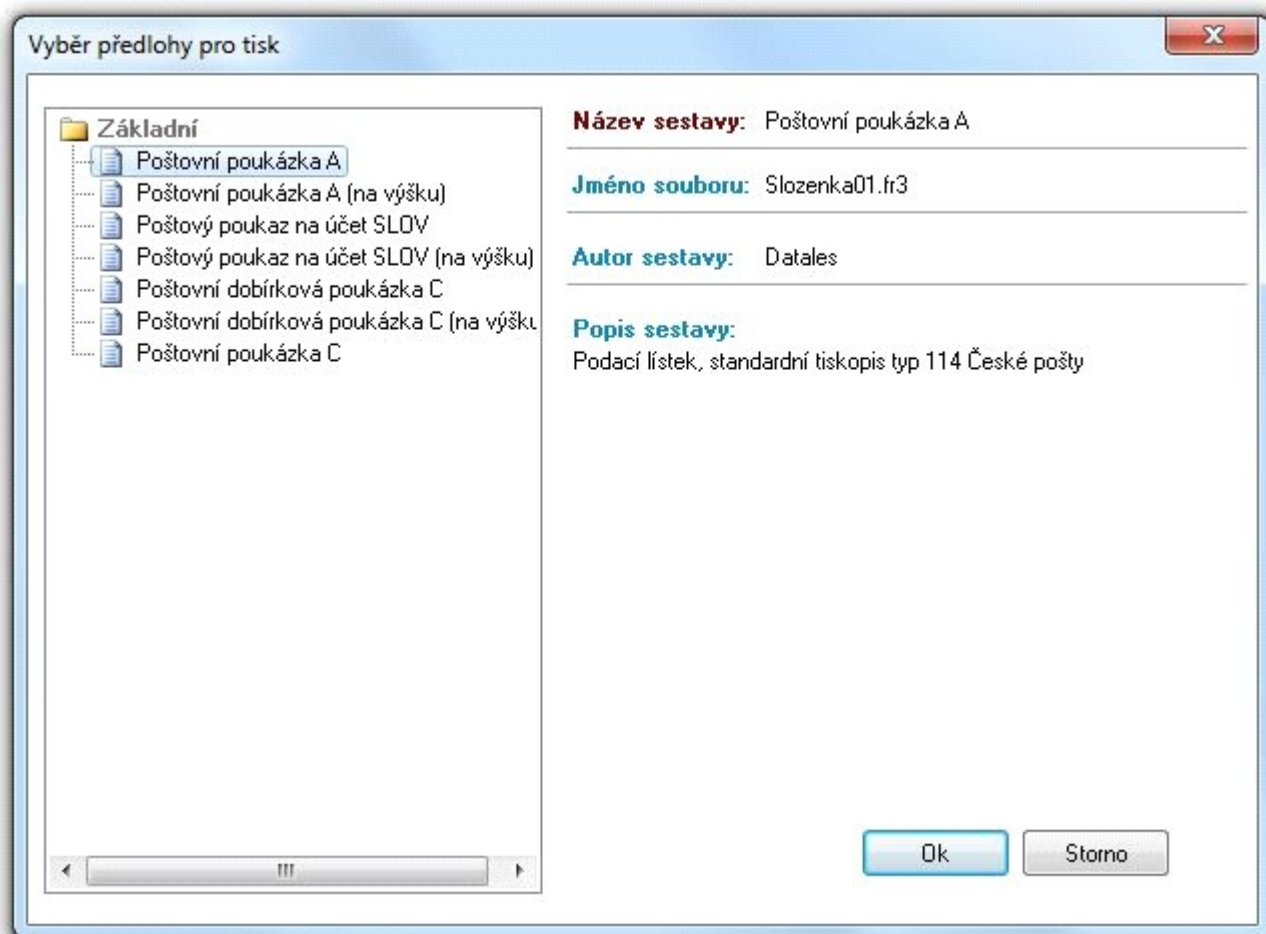 Vyběr předlohy pro tisk
Základní
Poštovní poukázka A
Poštovní poukázka A (na výšku)
Poštový poukaz na účet SLOV
Poštový poukaz na účet SLOV (na výšku)
Poštovní dobírková poukázka C
Poštovní dobírková poukázka C (na výšku
Poštovní poukázka C
Název sestavy: Poštovní poukázka A
Jméno souboru: Slozenka01.fr3
Autor sestavy: Datales
Popis sestavy:
Podací lístek, standardní tiskopis typ 114 České pošty
Ok Storno